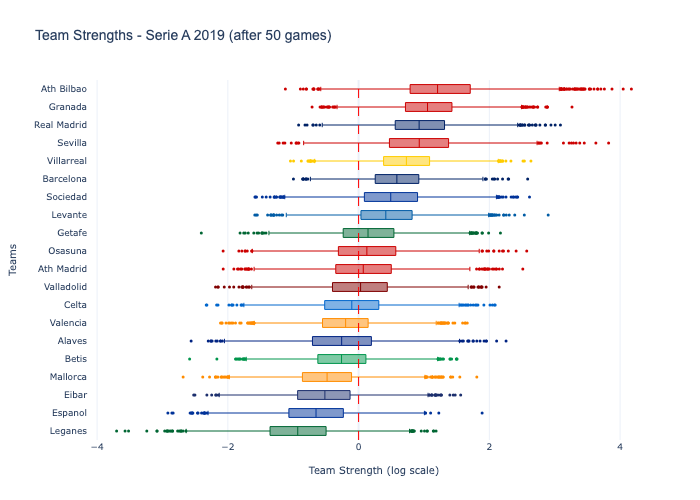 Team Strengths - Serie A 2019 (after 50 games)
Ath Bilbao
Granada
Real Madrid
Sevilla
Villarreal
Barcelona
Sociedad
Levante
Getafe
Osasuna
Ath Madrid
Valladolid
Celta
Valencia
Alaves
Betis
Mallorca
Eibar
Espanol
Leganes
Teams
−4
−2
0
2
4
Team Strength (log scale)